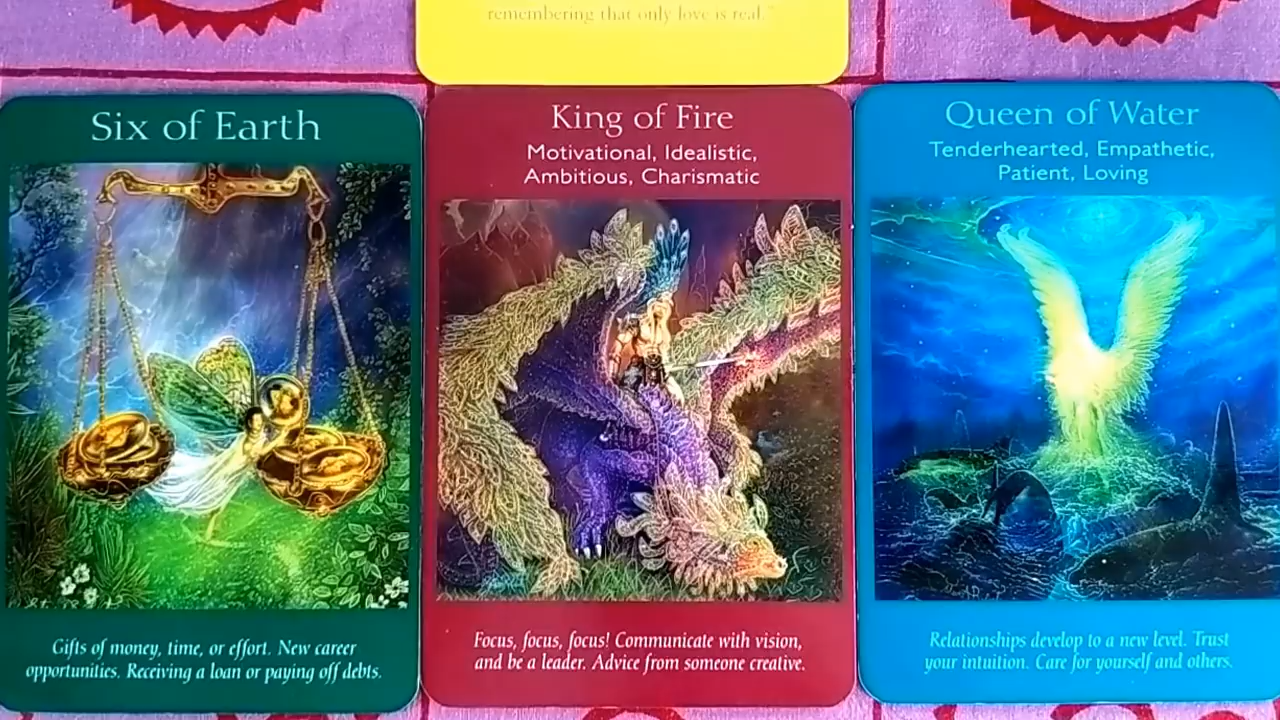 remembering that only love is real."
Six of Earth
Gifts of money, time, or effort. New career
opportunities. Receiving a loan or paying off debts.
King of Fire
Motivational, Idealistic,
Ambitious, Charismatic
Focus, focus, focus! Communicate with vision,
and be a leader. Advice from someone creative.
Queen of Water
Tenderhearted, Empathetic,
Patient, Loving
Relationships develop to a new level. Trust
your intuition. Care for yourself and others.